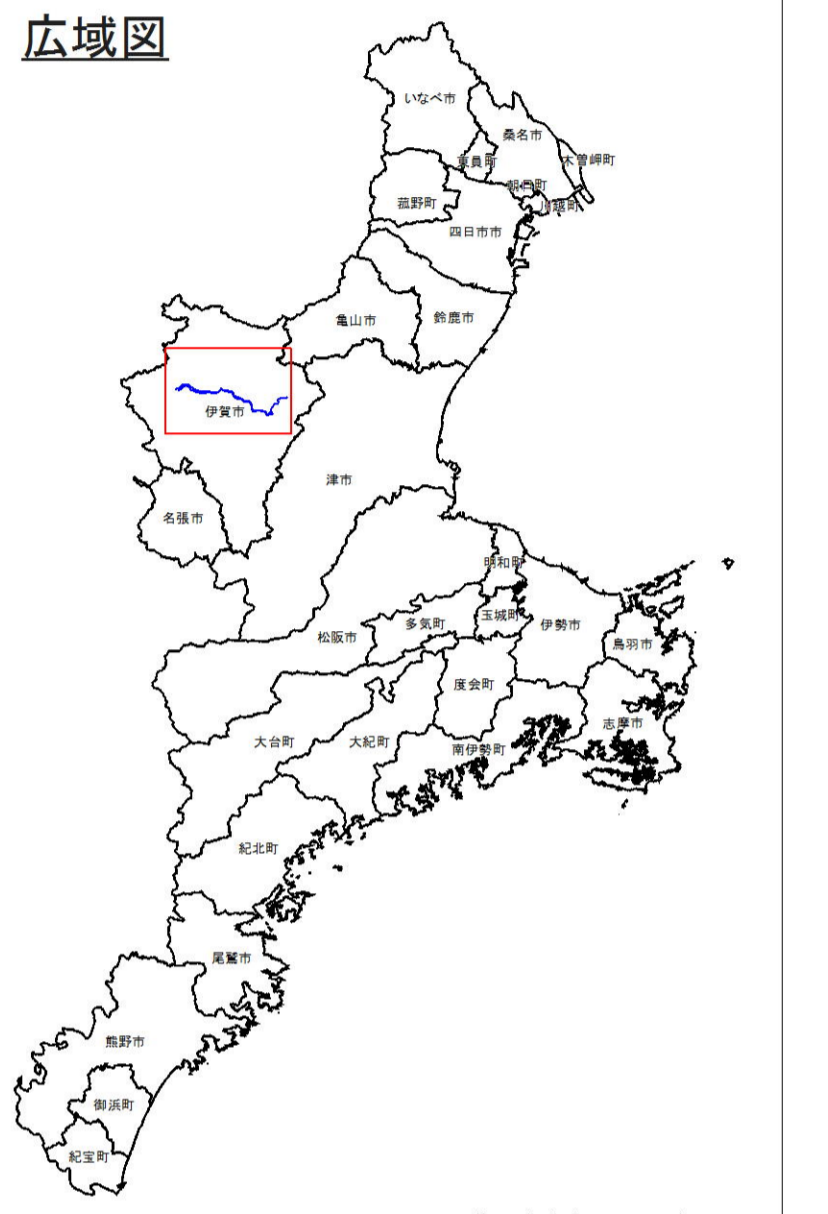 広域図
いなべ市
桑名市
東員町
木曽岬町
朝日町
菰野町
川越町
四日市市
亀山市
鈴鹿市
伊賀市
津市
名張市
明和町
玉城町
多気町
伊勢市
松阪市
鳥羽市
度会町
志摩市
大台町
大紀町
南伊勢町
紀北町
尾鷲市
熊野市
御浜町
紀宝町